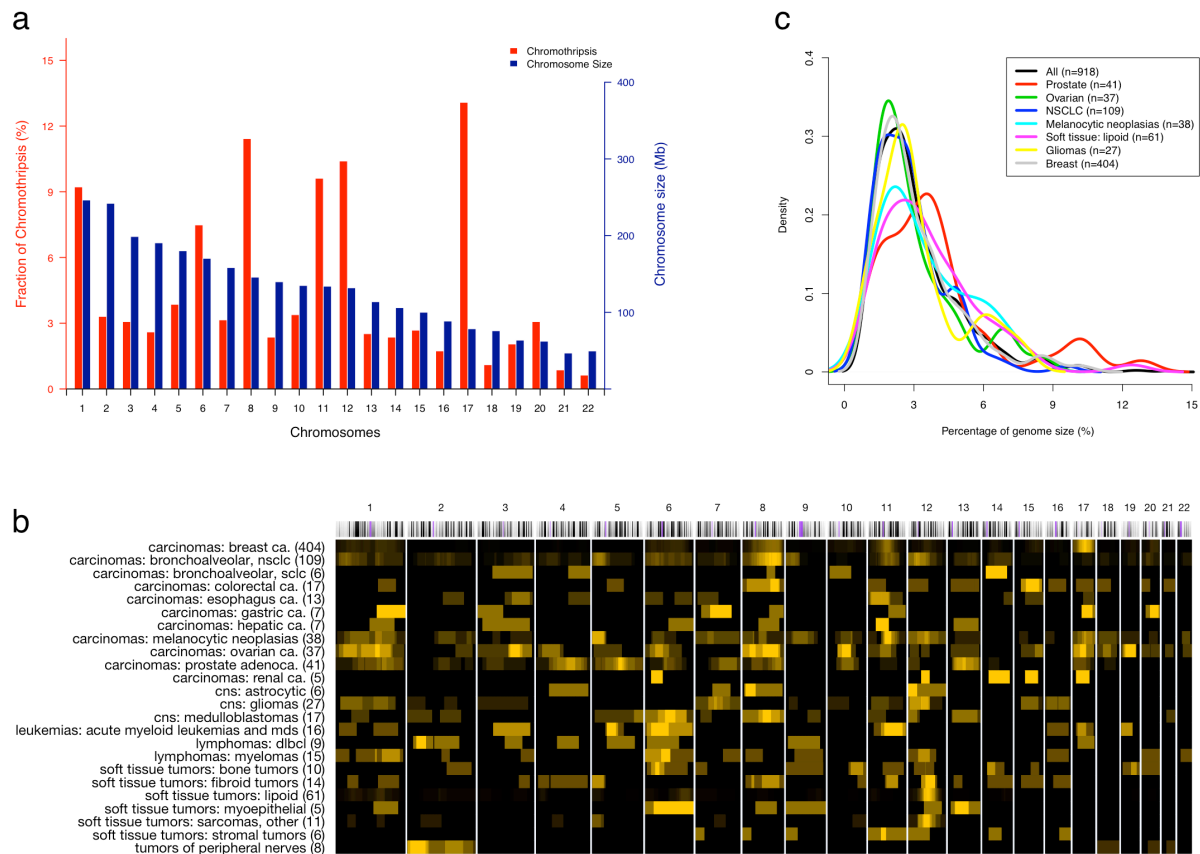 a
Chromothripsis
Chromosome Size
Fraction of Chromothripsis (%)
15
12
9
6
3
0
400
300
200
100
0
Chromosome size (Mb)
1 2 3 4 5 6 7 8 9 10 11 12 13 14 15 16 17 18 19 20 21 22
Chromosomes
c
All (n=918)
Prostate (n=41)
Ovarian (n=37)
NSCLC (n=109)
Melanocytic neoplasias (n=38)
Soft tissue: lipoid (n=61)
Gliomas (n=27)
Breast (n=404)
Density
0.4
0.3
0.2
0.1
0
0 3 6 9 12 15
Percentage of genome size (%)
b
1 2 3 4 5 6 7 8 9 10 11 12 13 14 15 16 17 18 19 20 21 22
carcinomas: breast ca. (404)
carcinomas: bronchoalveolar, nsclc (109)
carcinomas: bronchoalveolar, sclc (6)
carcinomas: colorectal ca. (17)
carcinomas: esophagus ca. (13)
carcinomas: gastric ca. (7)
carcinomas: hepatic ca. (7)
carcinomas: melanocytic neoplasias (38)
carcinomas: ovarian ca. (37)
carcinomas: prostate adenoca. (41)
carcinomas: renal ca. (5)
cns: astrocytic (6)
cns: gliomas (27)
cns: medulloblastomas (17)
leukemias: acute myeloid leukemias and mds (16)
lymphomas: dlbcl (9)
lymphomas: myelomas (15)
soft tissue tumors: bone tumors (10)
soft tissue tumors: fibroid tumors (14)
soft tissue tumors: lipoid (61)
soft tissue tumors: myoepithelial (5)
soft tissue tumors: sarcomas, other (11)
soft tissue tumors: stromal tumors (6)
tumors of peripheral nerves (8)